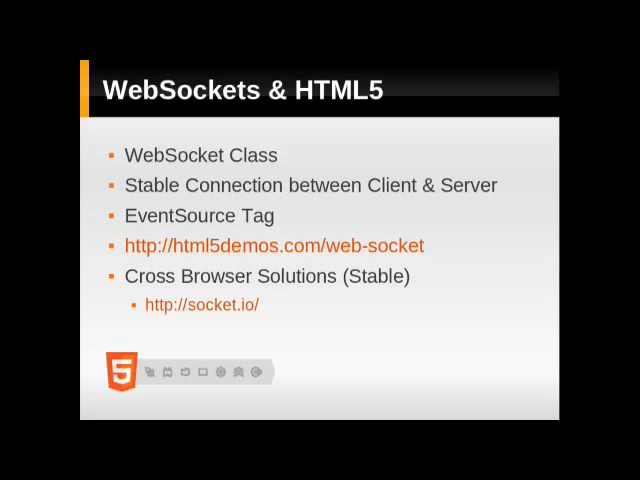 WebSockets & HTML5
WebSocket Class
Stable Connection between Client & Server
EventSource Tag
http://html5demos.com/web-socket
Cross Browser Solutions (Stable)
http://socket.io/
5